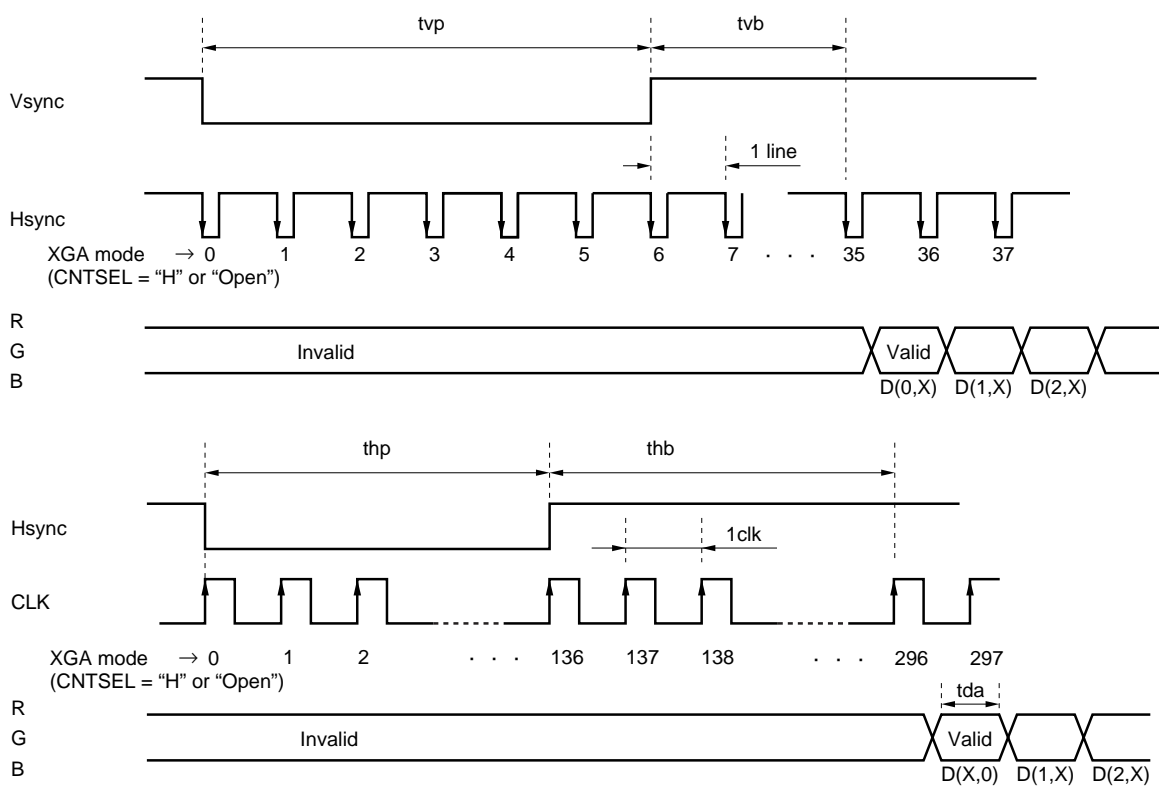 tvp tvb
Vsync
1 line
Hsync
XGA mode → 0 1 2 3 4 5 6 7 · · · 35 36 37
(CNTSEL = “H” or “Open”)
R
G Invalid Valid
B
D(0,X) D(1,X) D(2,X)
thp thb
Hsync
1clk
CLK
XGA mode → 0 1 2 · · · 136 137 138 · · · 296 297
(CNTSEL = “H” or “Open”)
tda
R
G Invalid Valid
B
D(X,0) D(1,X) D(2,X)